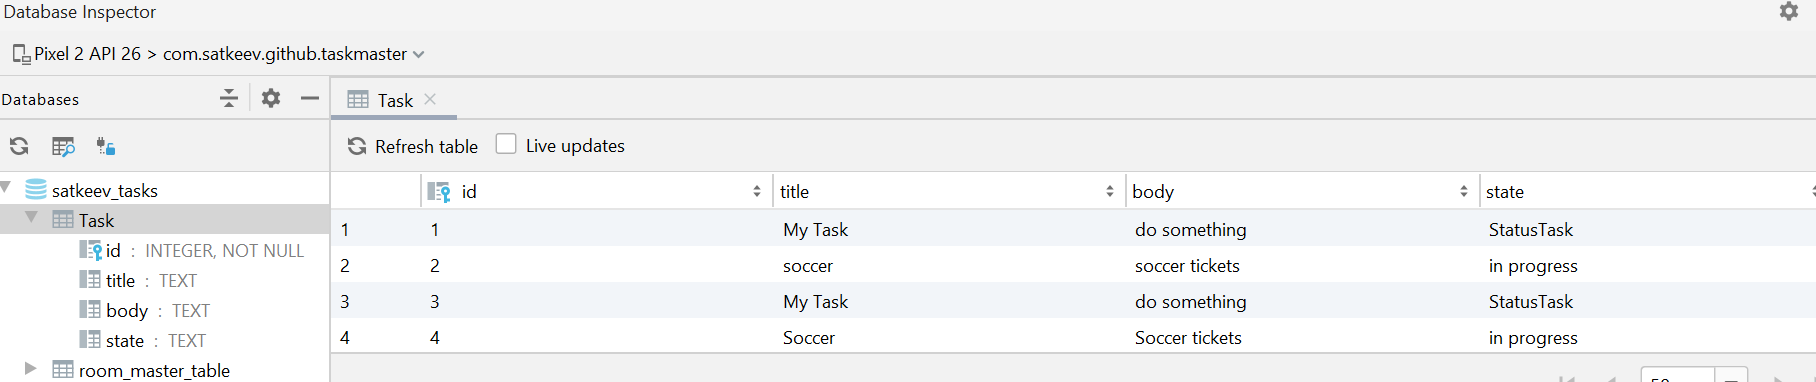 Database Inspector
Pixel 2 API 26 > com.satkeev.github.taskmaster
Databases
Task
Refresh table Live updates
satkeev_tasks
Task
id : INTEGER, NOT NULL
title : TEXT
body : TEXT
state : TEXT
room_master_table
id title body state
1 1 My Task do something StatusTask
2 2 soccer soccer tickets in progress
3 3 My Task do something StatusTask
4 4 Soccer Soccer tickets in progress